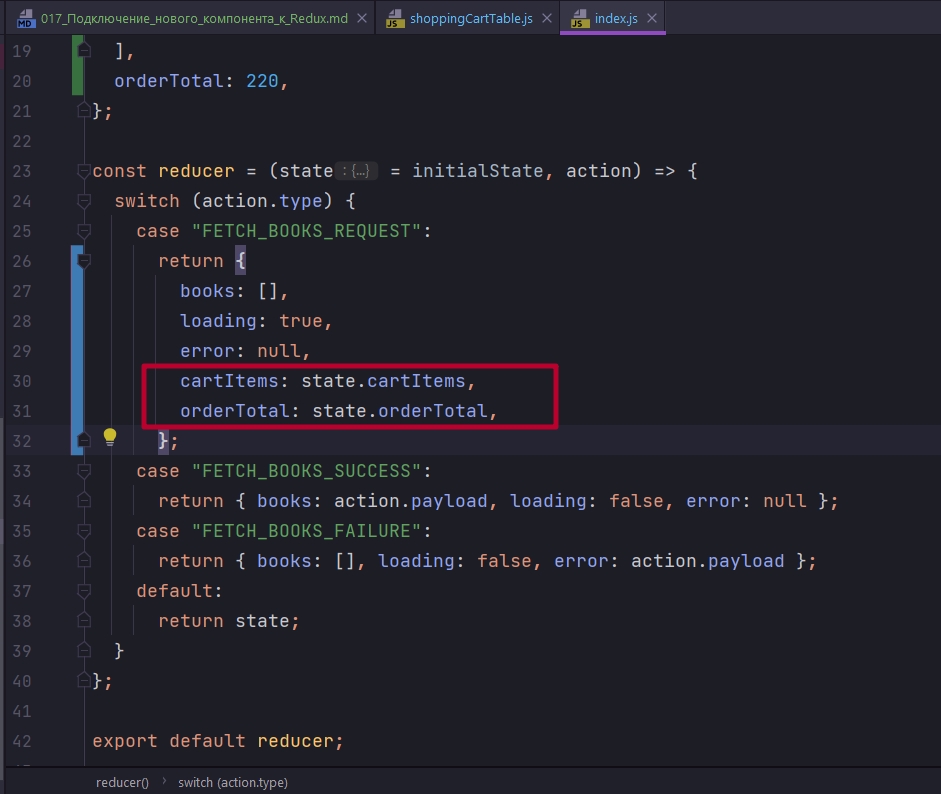 017_Подключение_нового_компонента_к_Redux.md shoppingCartTable.js index.js
19 ],
20 orderTotal: 220,
21 };
22
23 const reducer = (state : {...} = initialState, action) => {
24 switch (action.type) {
25 case "FETCH_BOOKS_REQUEST":
26 return {
27 books: [],
28 loading: true,
29 error: null,
30 cartItems: state.cartItems,
31 orderTotal: state.orderTotal,
32 };
33 case "FETCH_BOOKS_SUCCESS":
34 return { books: action.payload, loading: false, error: null };
35 case "FETCH_BOOKS_FAILURE":
36 return { books: [], loading: false, error: action.payload };
37 default:
38 return state;
39 }
40 };
41
42 export default reducer;
reducer() › switch (action.type)